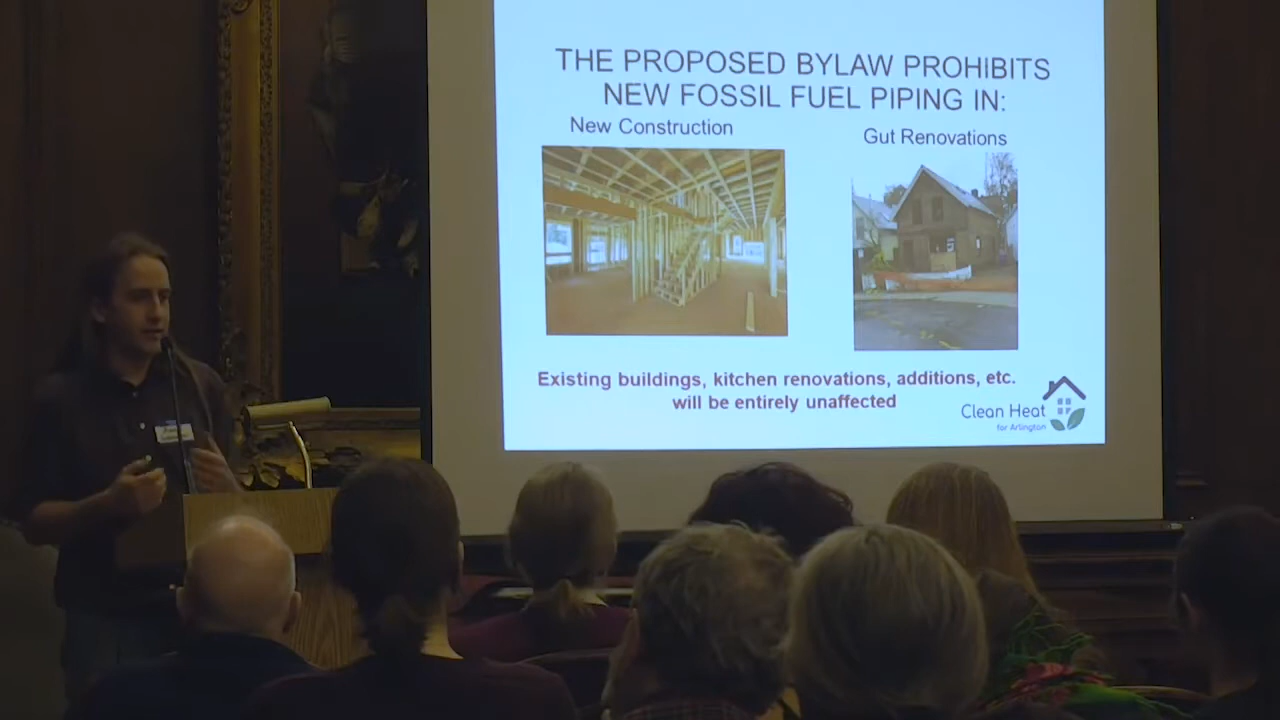 THE PROPOSED BYLAW PROHIBITS
NEW FOSSIL FUEL PIPING IN:
New Construction
Gut Renovations
Existing buildings, kitchen renovations, additions, etc.
will be entirely unaffected
Clean Heat
for Arlington